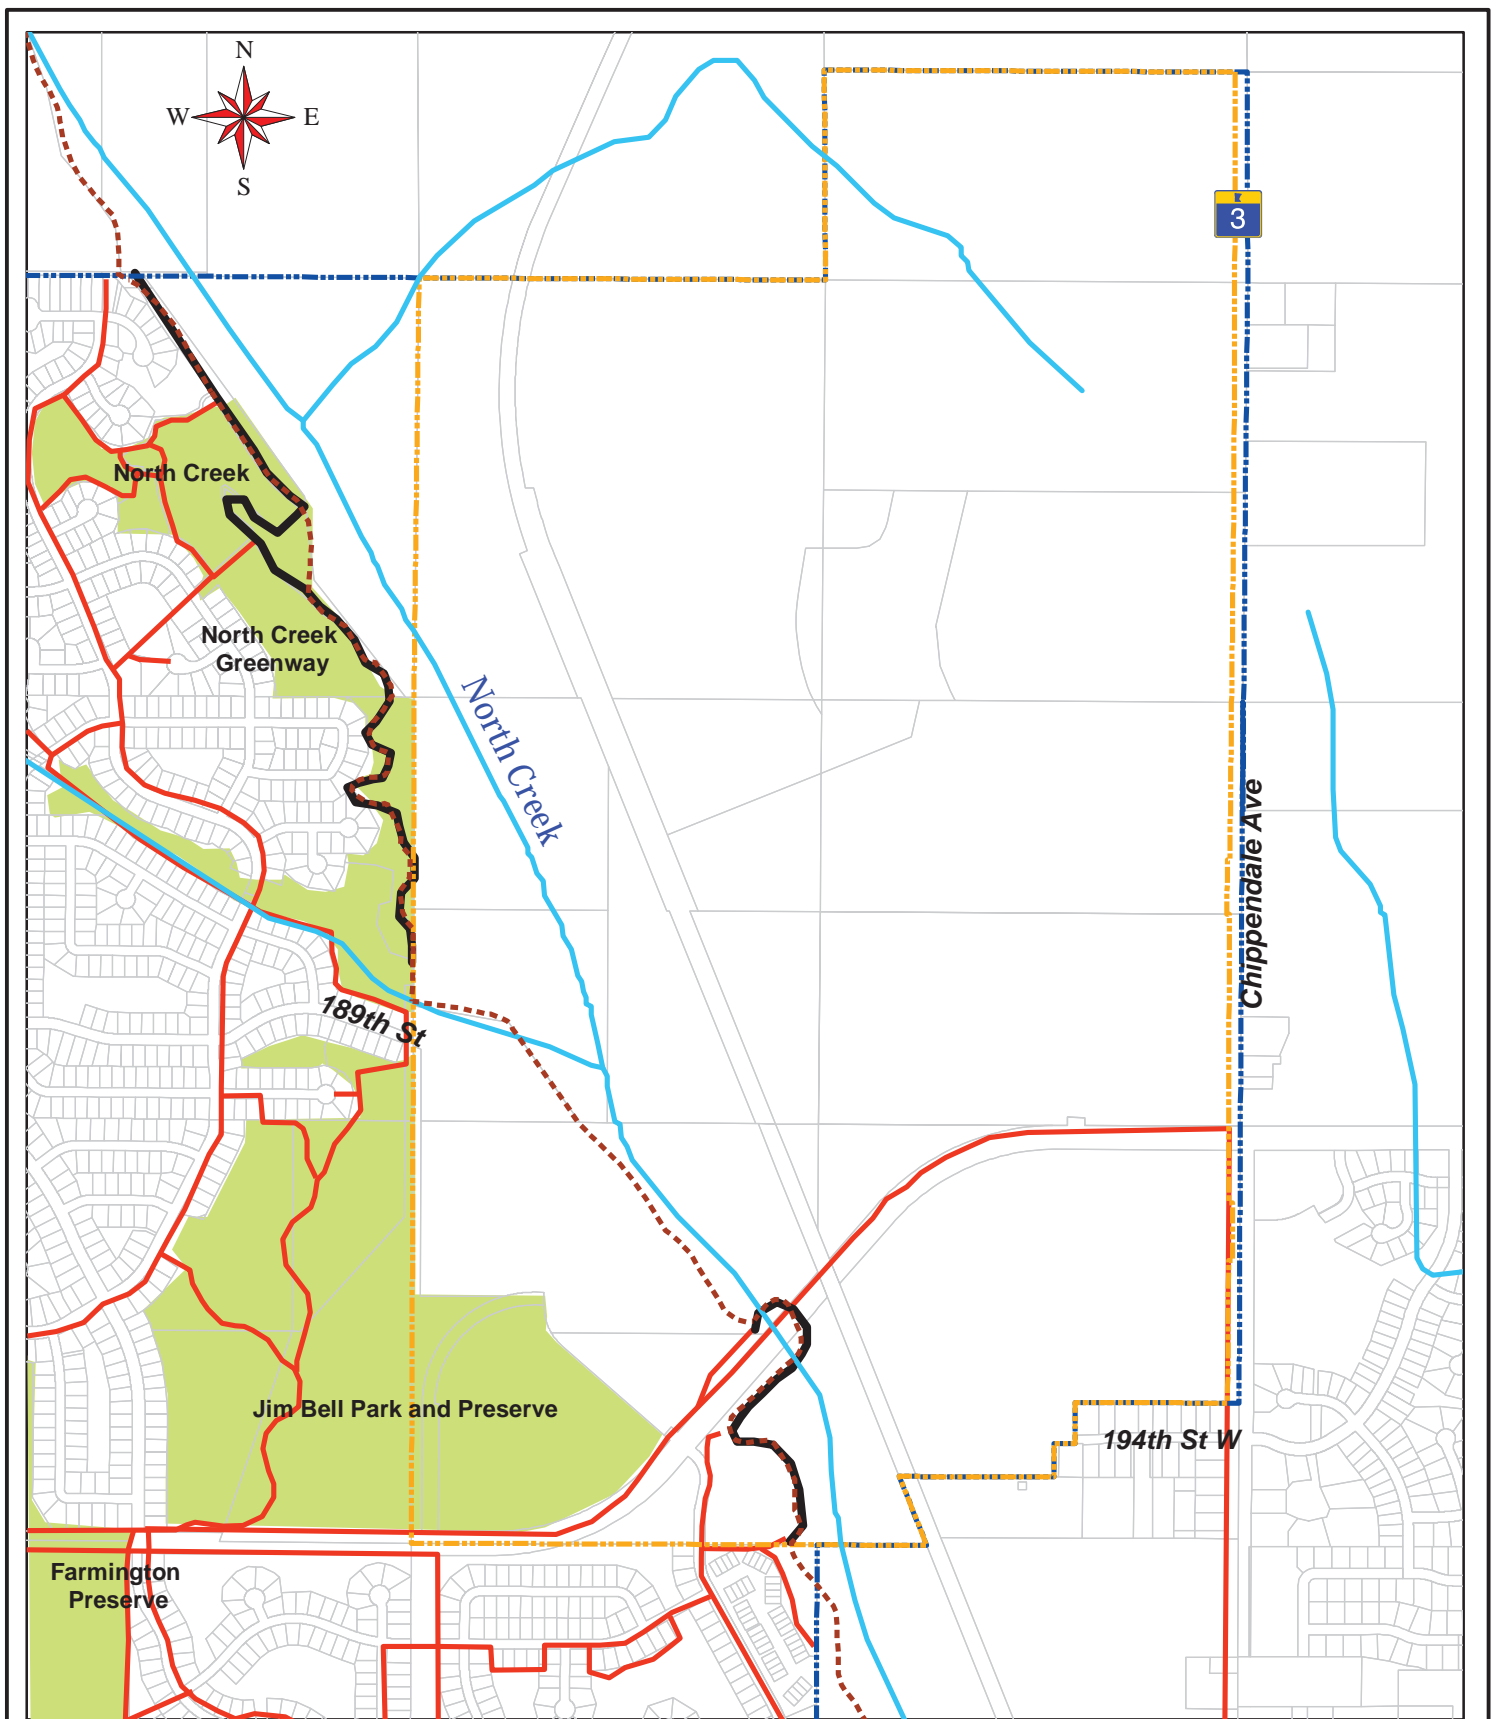 N
W
E
S
3
North Creek
North Creek
Greenway
North Creek
Chippendale Ave
189th St
Jim Bell Park and Preserve
194th St W
Farmington
Preserve